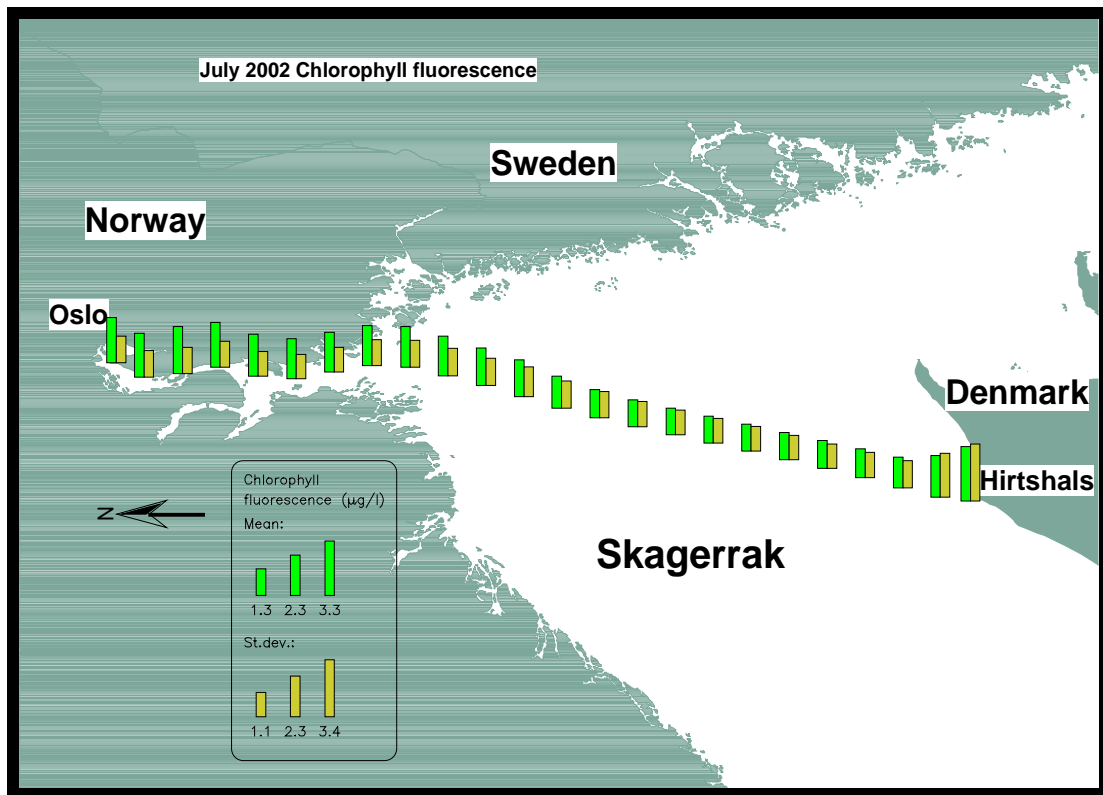 July 2002 Chlorophyll fluorescence
Sweden
Norway
Oslo
Denmark
Hirtshals
Skagerrak
N
Chlorophyll
fluorescence (μg/l)
Mean:
1.3 2.3 3.3
St.dev.:
1.1 2.3 3.4